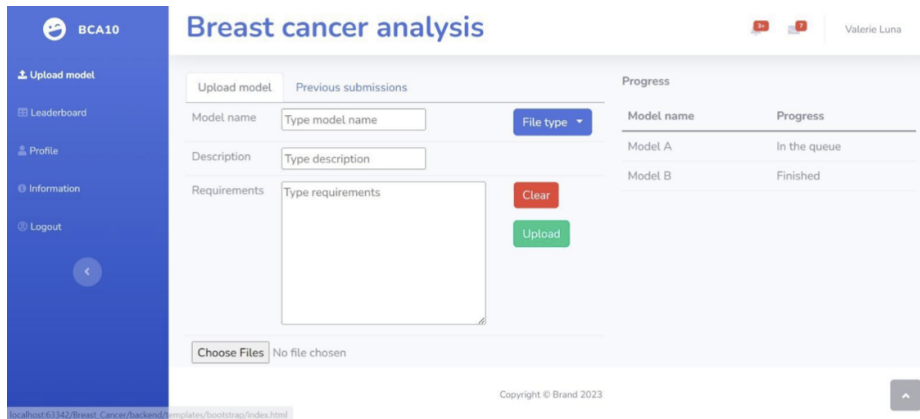 BCA10
Breast cancer analysis
3+
7
Valerie Luna
Upload model
Leaderboard
Profile
Information
Logout
Upload model
Previous submissions
Model name
Type model name
File type
Description
Type description
Requirements
Type requirements
Clear
Upload
Choose Files No file chosen
Progress
Model name Progress
Model A In the queue
Model B Finished
Copyright © Brand 2023
localhost:63342/Breast_Cancer/backend/templates/bootstrap/index.html